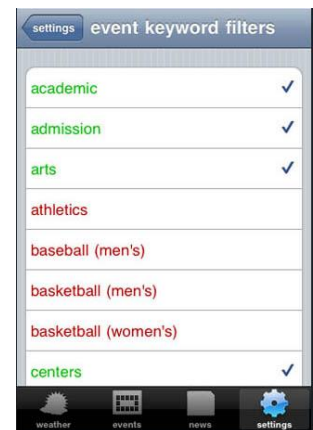 settings event keyword filters
academic
admission
arts
athletics
baseball (men's)
basketball (men's)
basketball (women's)
centers
weather events news settings